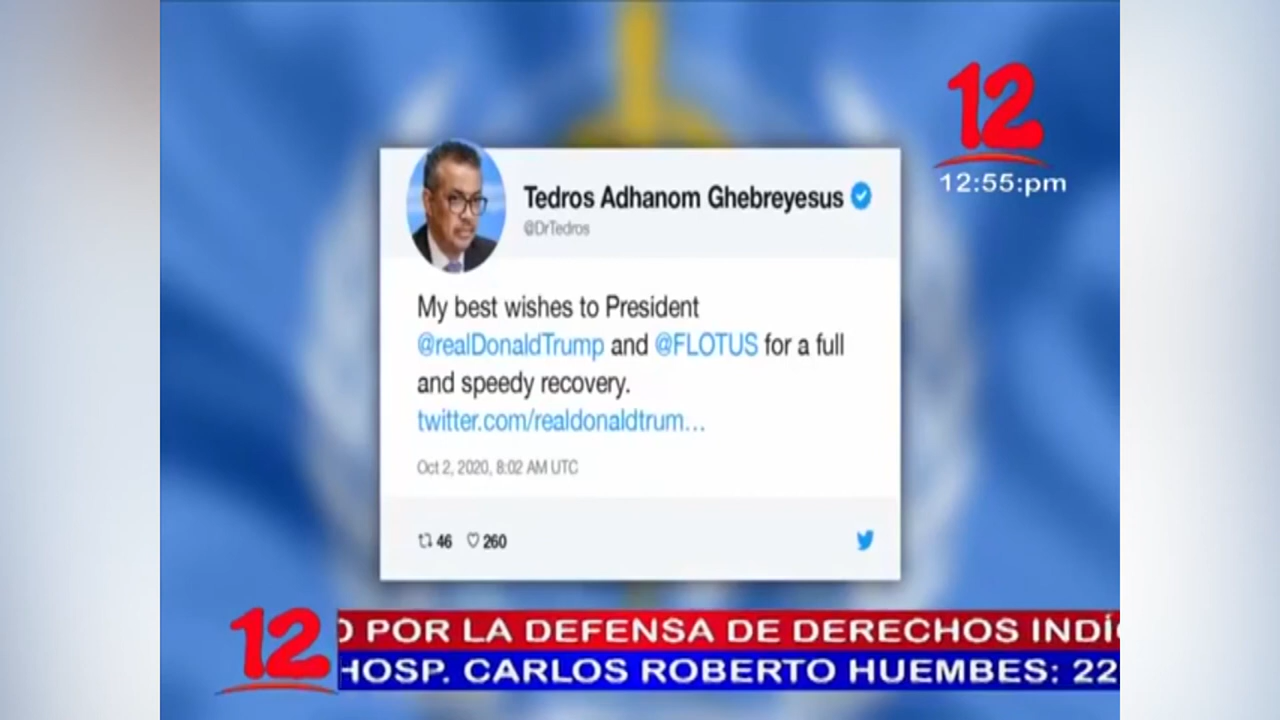 12
12:55:pm
Tedros Adhanom Ghebreyesus
@DrTedros
My best wishes to President
@realDonaldTrump and @FLOTUS for a full
and speedy recovery.
twitter.com/realdonaldtrum...
Oct 2, 2020, 8:02 AM UTC
46 260
12
O POR LA DEFENSA DE DERECHOS INDÍ
HOSP. CARLOS ROBERTO HUEMBES: 22